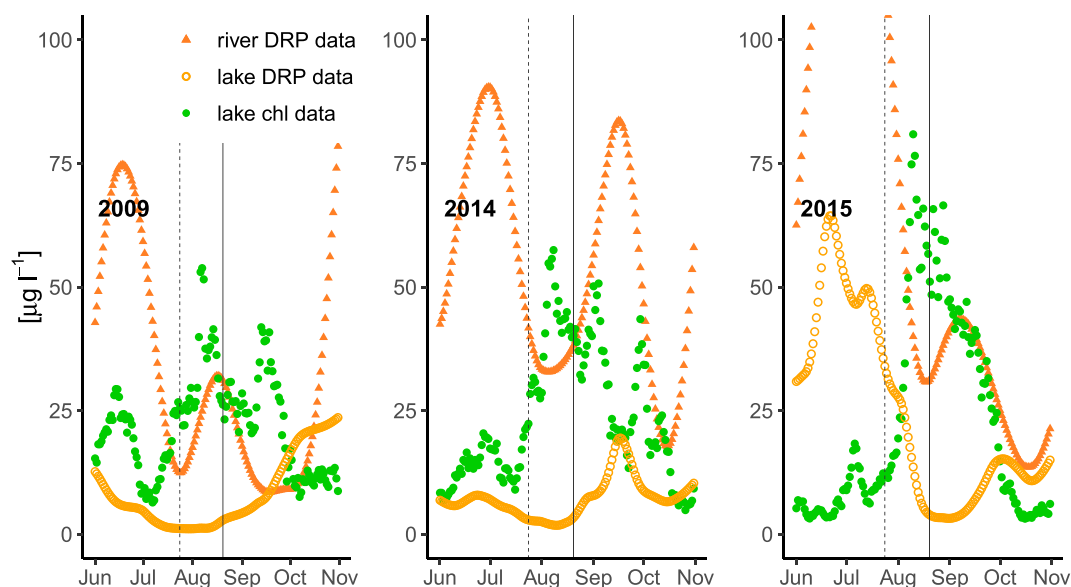 river DRP data
lake DRP data
lake chl data
[µg l⁻¹]
100
75
50
25
0
2009
Jun Jul Aug Sep Oct Nov
100
75
50
25
0
2014
Jun Jul Aug Sep Oct Nov
100
75
50
25
0
2015
Jun Jul Aug Sep Oct Nov